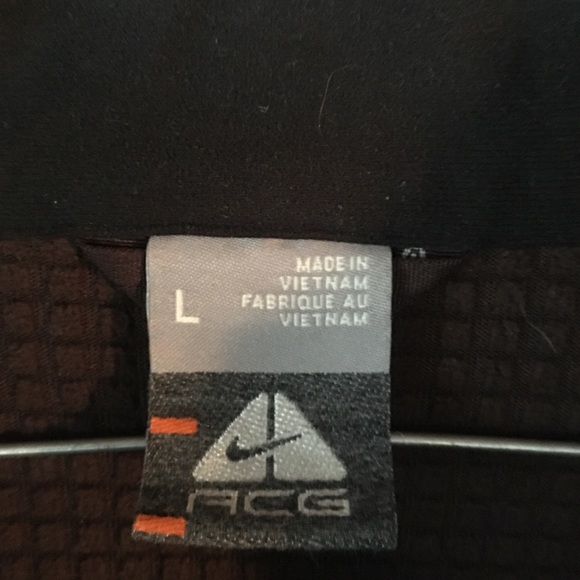 L
MADE IN
VIETNAM
FABRIQUE AU
VIETNAM
ACG